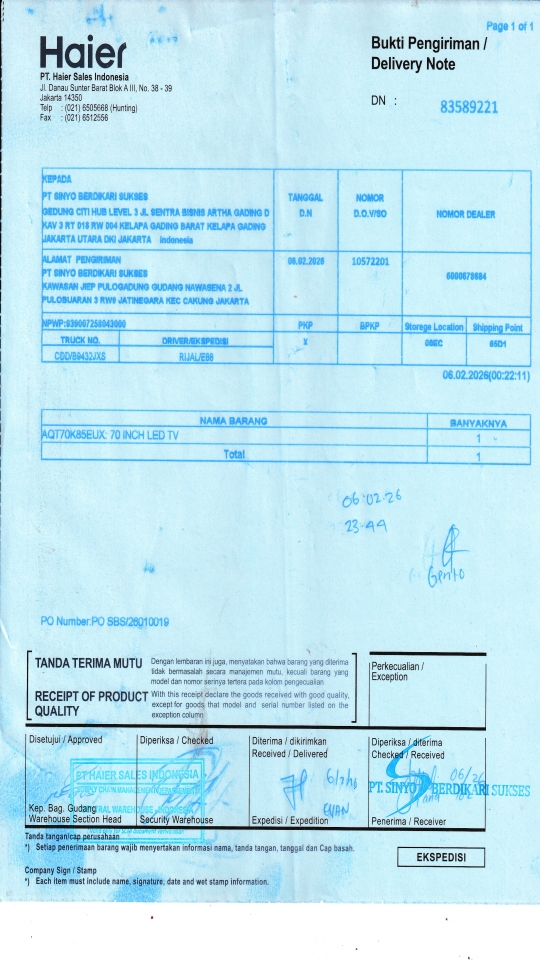 Page 1 of 1
Haier
Bukti Pengiriman /
Delivery Note
PT. Haier Sales Indonesia
Jl. Danau Sunter Barat Blok A III, No. 38 - 39
Jakarta 14350
Telp : (021) 6505668 (Hunting)
Fax : (021) 6512556
DN : 83589221
KEPADA
PT SINYO BERDIKARI SUKSES
GEDUNG CITI HUB LEVEL 3 JL SENTRA BISNIS ARTHA GADING D
KAV 3 RT 018 RW 004 KELAPA GADING BARAT KELAPA GADING
JAKARTA UTARA DKI JAKARTA Indonesia
TANGGAL
D.N
NOMOR
D.O.V/SO
NOMOR DEALER
ALAMAT PENGIRIMAN
PT SINYO BERDIKARI SUKSES
KAWASAN JIEP PULOGADUNG GUDANG NAWASENA 2 JL
PULOBUARAN 3 RW9 JATINEGARA KEC CAKUNG JAKARTA
06.02.2026
10572201
NPWP:
PKP
BPKP
Storege Location
Shipping Point
TRUCK NO.
DRIVER/EKSPEDISI
X
CDD/B9432JXS
RIJAL/E86
06.02.2026(00:22:11)
NAMA BARANG
BANYAKNYA
AQT70K85EUX: 70 INCH LED TV
1
Total
1
06.02.26
23.44
PO Number:PO SBS/26010019
TANDA TERIMA MUTU
Dengan lembaran ini juga, menyatakan bahwa barang yang diterima
tidak bermasalah secara manajemen mutu, kecuali barang yang
model dan nomor serinya tertera pada kolom pengecualian
RECEIPT OF PRODUCT
QUALITY
With this receipt declare the goods received with good quality,
except for goods that model and serial number listed on the
exception column
Perkecualian /
Exception
Disetujui / Approved
Diperiksa / Checked
Diterima / dikirimkan
Received / Delivered
Diperiksa / diterima
Checked / Received
PT HAIER SALES INDONESIA
PT. SINYO BERDIKARI SUKSES
EVAN
Kep. Bag. Gudang
Warehouse Section Head
Security Warehouse
Expedisi / Expedition
Penerima / Receiver
Tanda tangan/cap perusahaan
*) Setiap penerimaan barang wajib menyertakan informasi nama, tanda tangan, tanggal dan Cap basah.
EKSPEDISI
Company Sign / Stamp
*) Each item must include name, signature, date and wet stamp information.